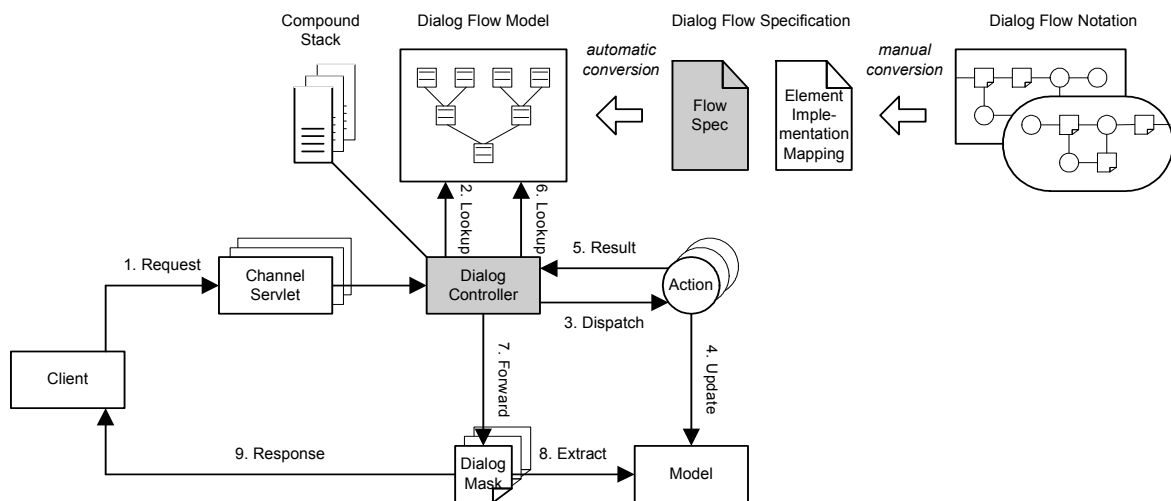 Compound
Stack
Dialog Flow Model
Dialog Flow Specification
Dialog Flow Notation
automatic
conversion
manual
conversion
Flow
Spec
Element
Imple-
mentation
Mapping
2. Lookup
6. Lookup
1. Request
Channel
Servlet
Dialog
Controller
5. Result
Action
3. Dispatch
7. Forward
4. Update
Client
9. Response
Dialog
Mask
8. Extract
Model